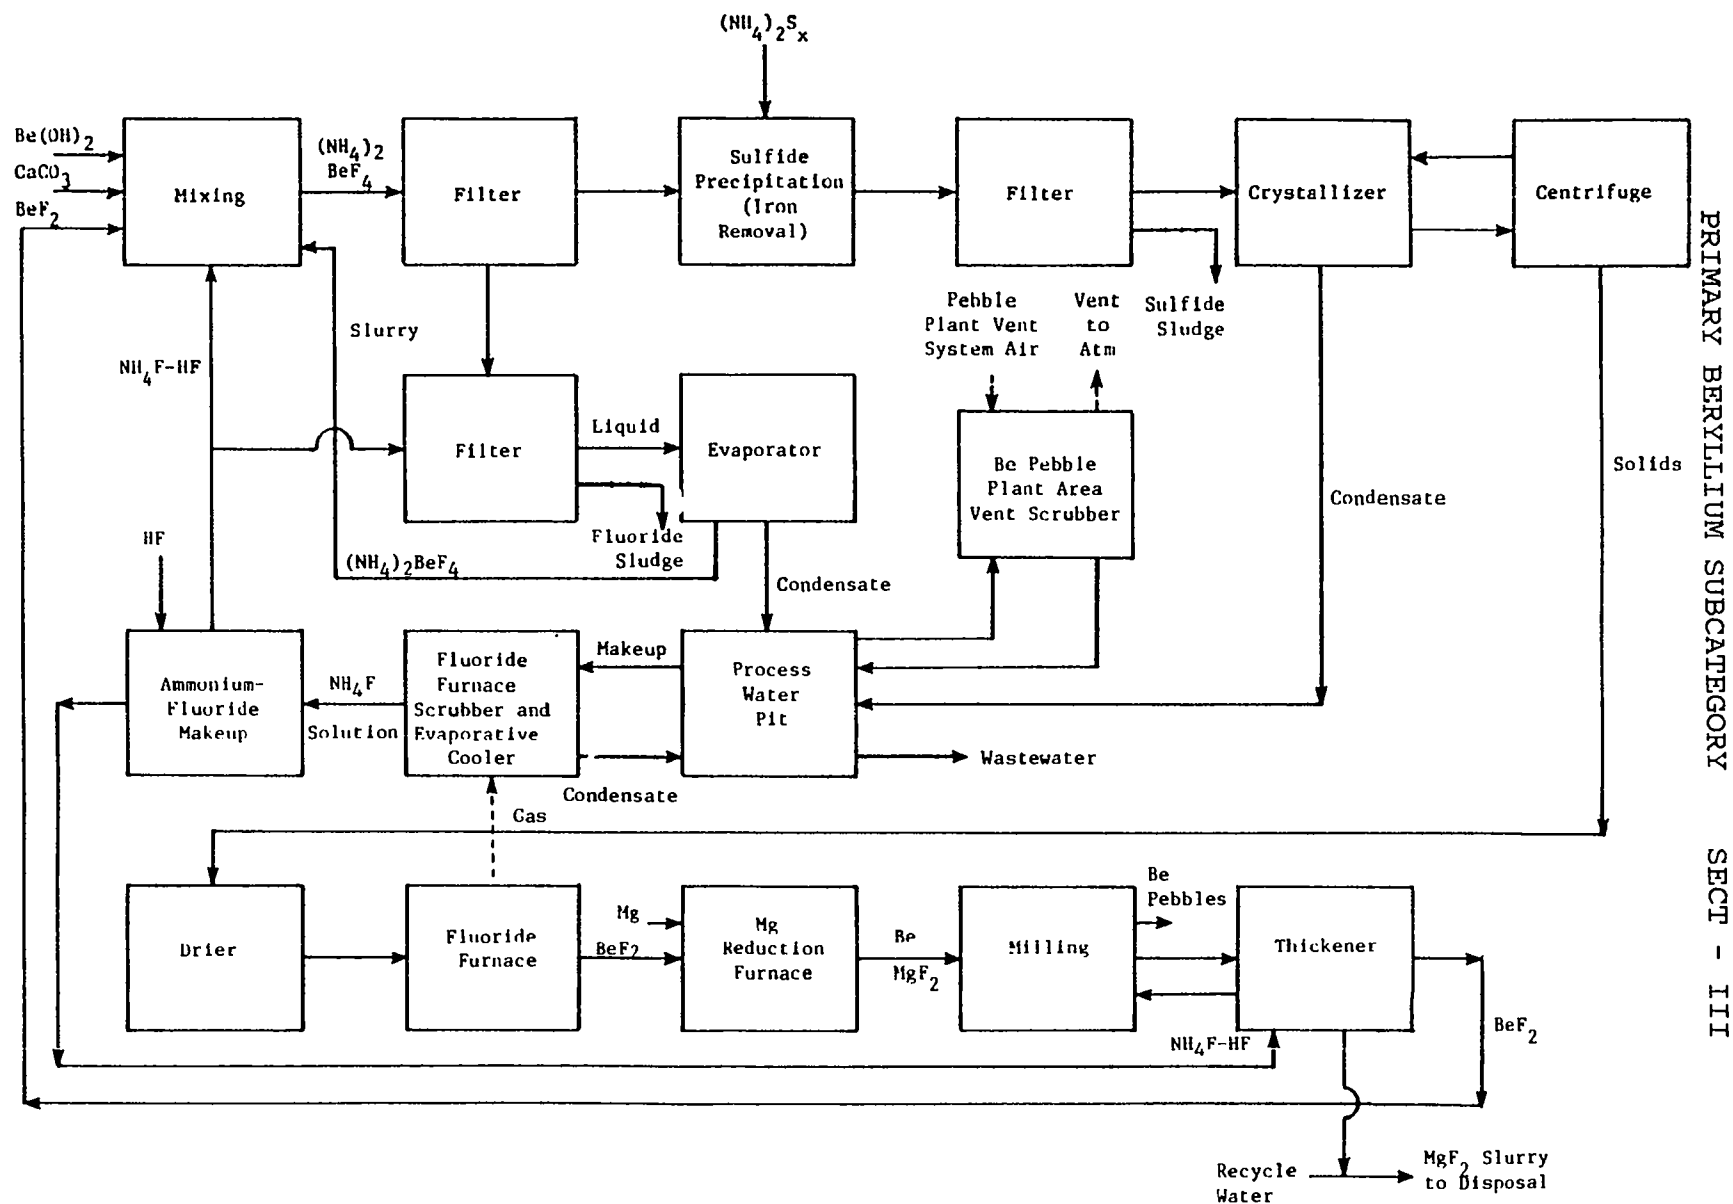 (NH4)2Sx
Be(OH)2
CaCO3
BeF2
Mixing
(NH4)2
BeF4
Filter
Sulfide
Precipitation
(Iron
Removal)
Filter
Crystallizer
Centrifuge
Slurry
NH4F-HF
Pebble
Plant Vent
System Air
Vent
to
Atm
Sulfide
Sludge
Filter
Liquid
Evaporator
Be Pebble
Plant Area
Vent Scrubber
Solids
Condensate
HF
(NH4)2BeF4
Fluoride
Sludge
Condensate
Ammonium-
Fluoride
Makeup
NH4F
Solution
Fluoride
Furnace
Scrubber and
Evaporative
Cooler
Makeup
Condensate
Process
Water
Pit
Wastewater
Gas
Drier
Fluoride
Furnace
Mg
BeF2
Mg
Reduction
Furnace
Be
MgF2
Milling
Be
Pebbles
Thickener
NH4F-HF
BeF2
Recycle
Water
MgF2 Slurry
to Disposal
PRIMARY BERYLLIUM SUBCATEGORY SECT - III